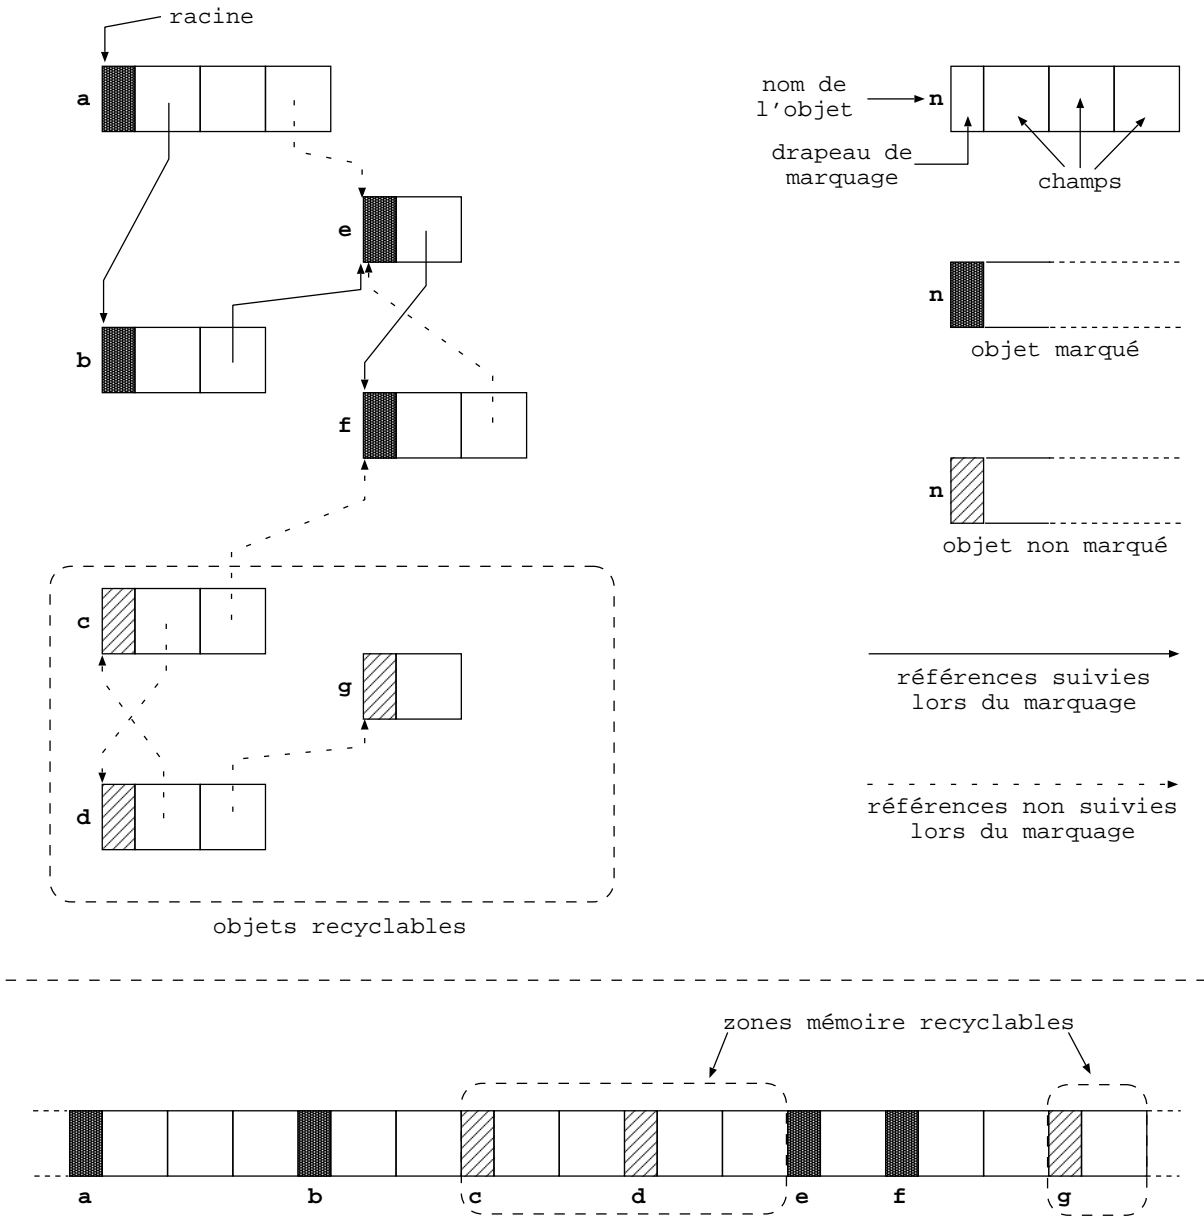 racine
a
e
b
f
c
g
d
objets recyclables
nom de
l'objet
n
drapeau de
marquage
champs
n
objet marqué
n
objet non marqué
références suivies
lors du marquage
références non suivies
lors du marquage
zones mémoire recyclables
a b c d e f g